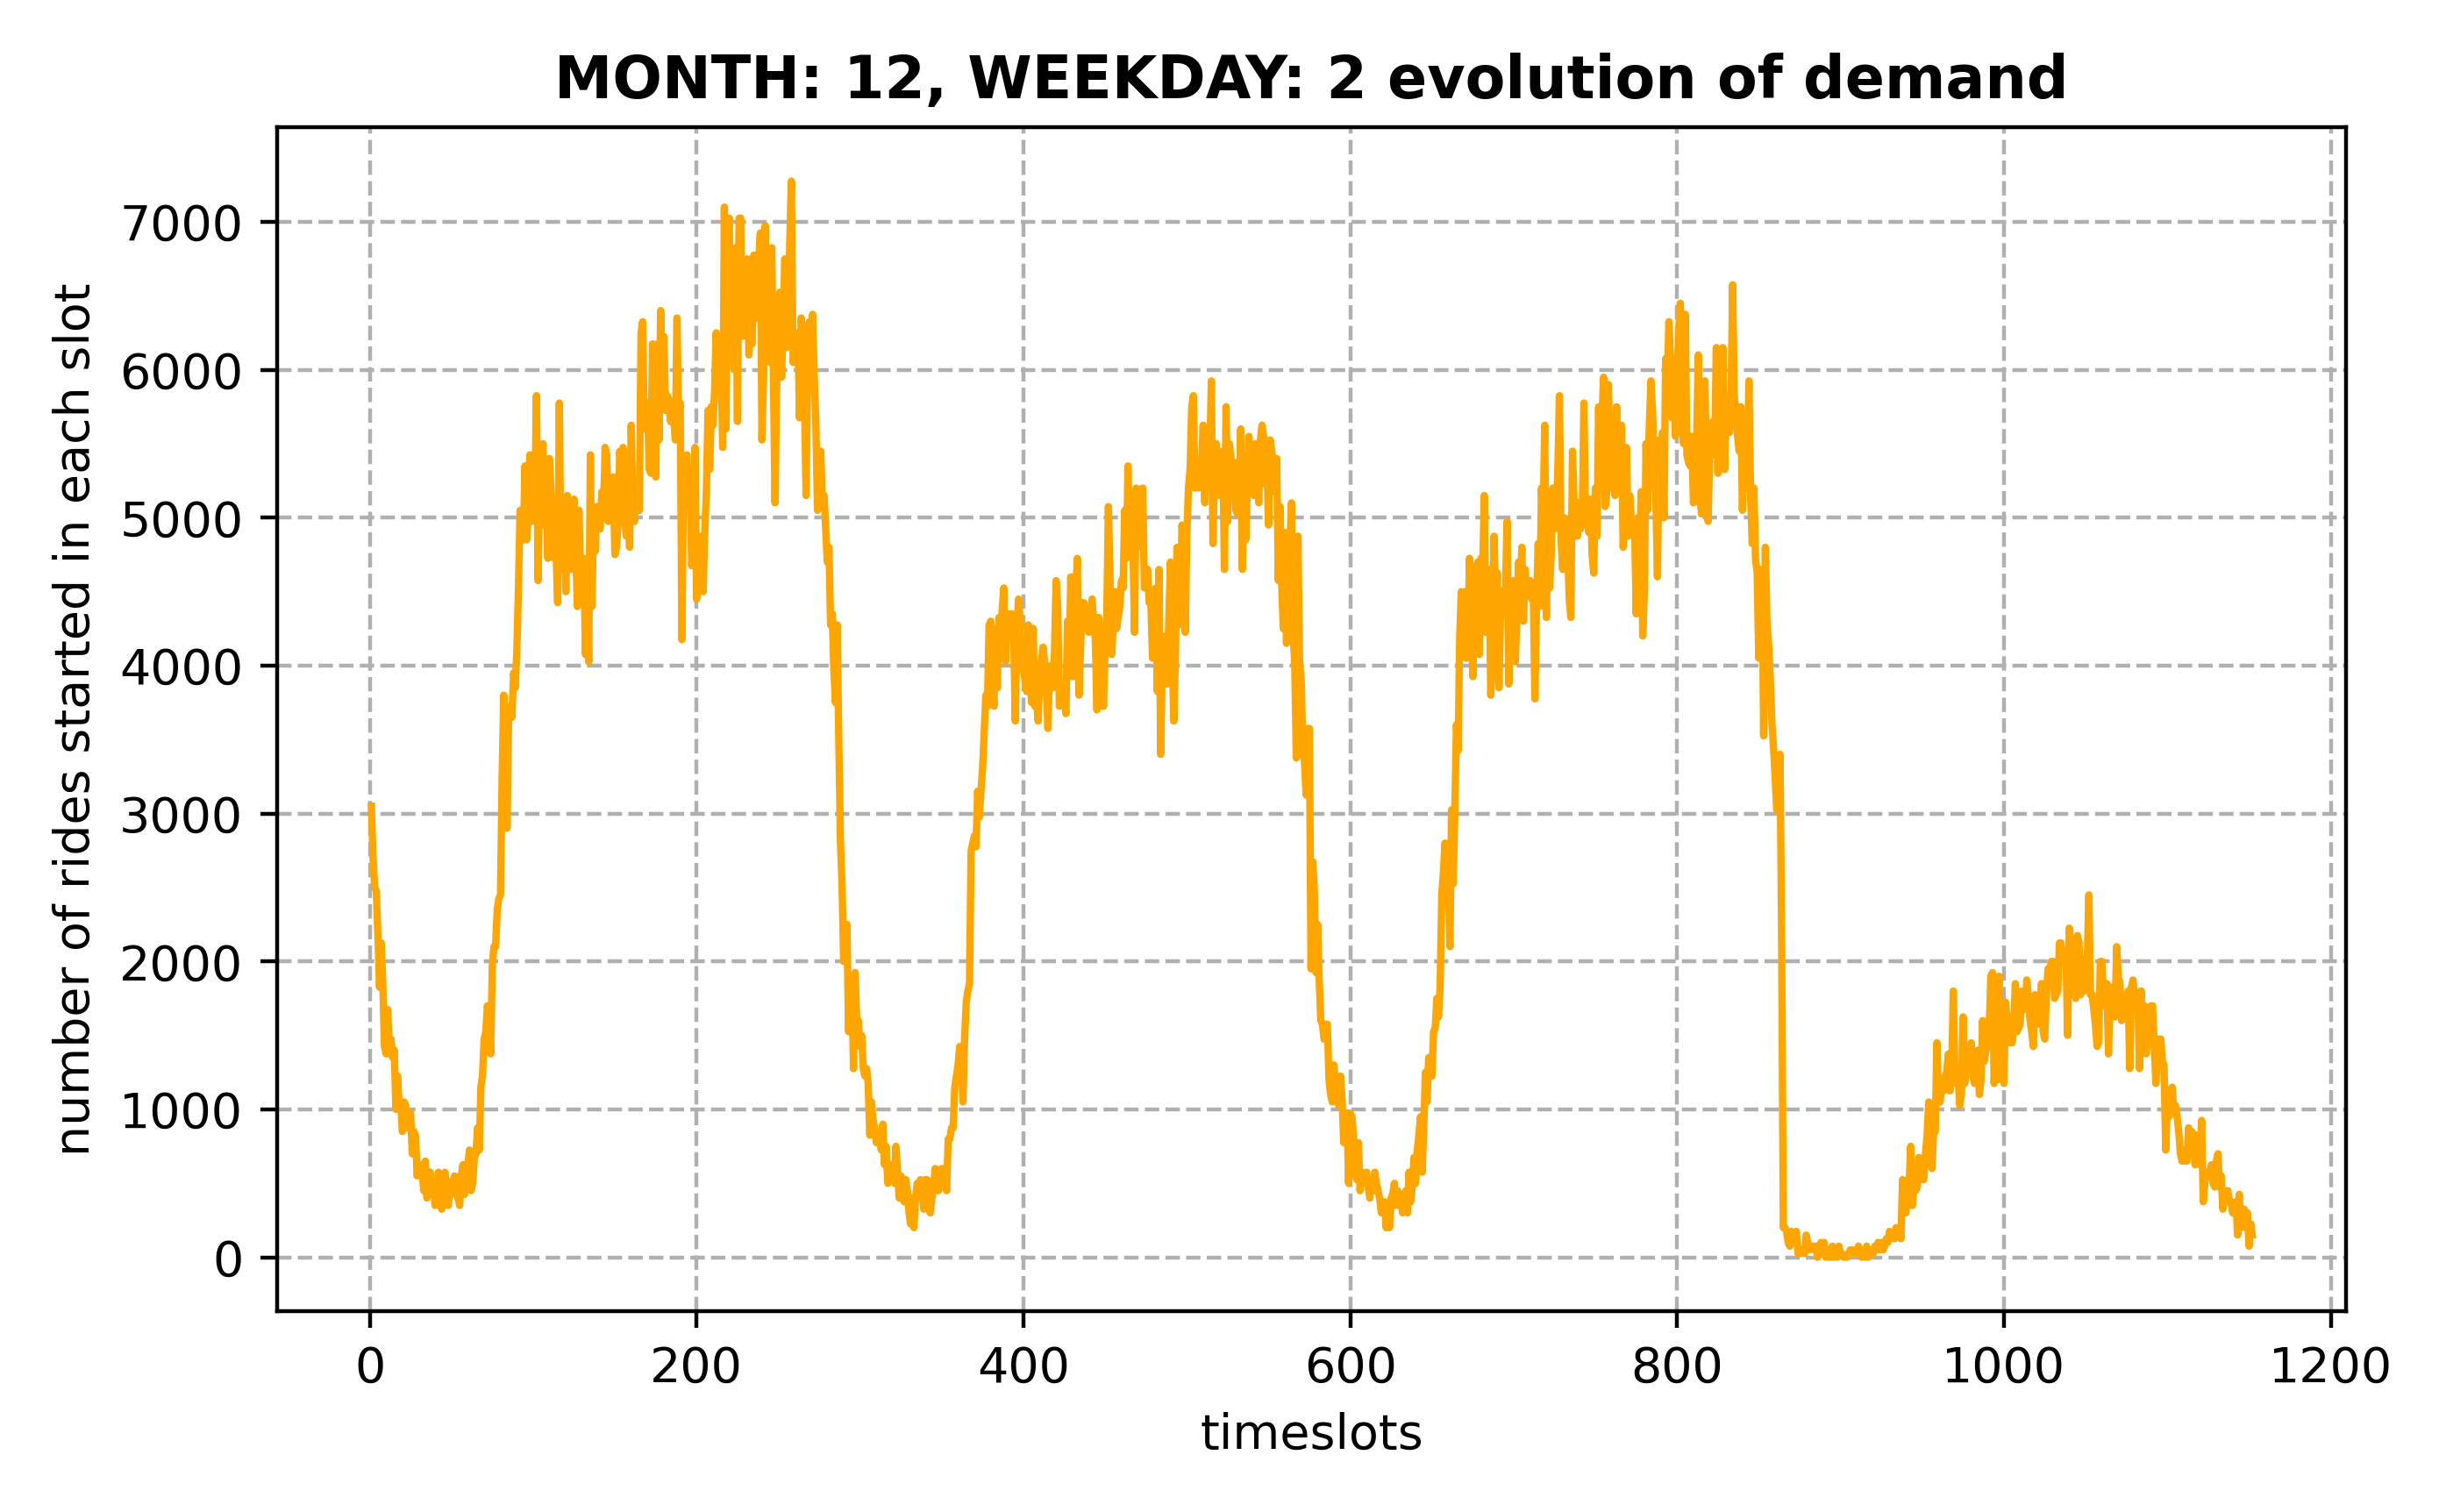 MONTH: 12, WEEKDAY: 2 evolution of demand
number of rides started in each slot
7000
6000
5000
4000
3000
2000
1000
0
0 200 400 600 800 1000 1200
timeslots